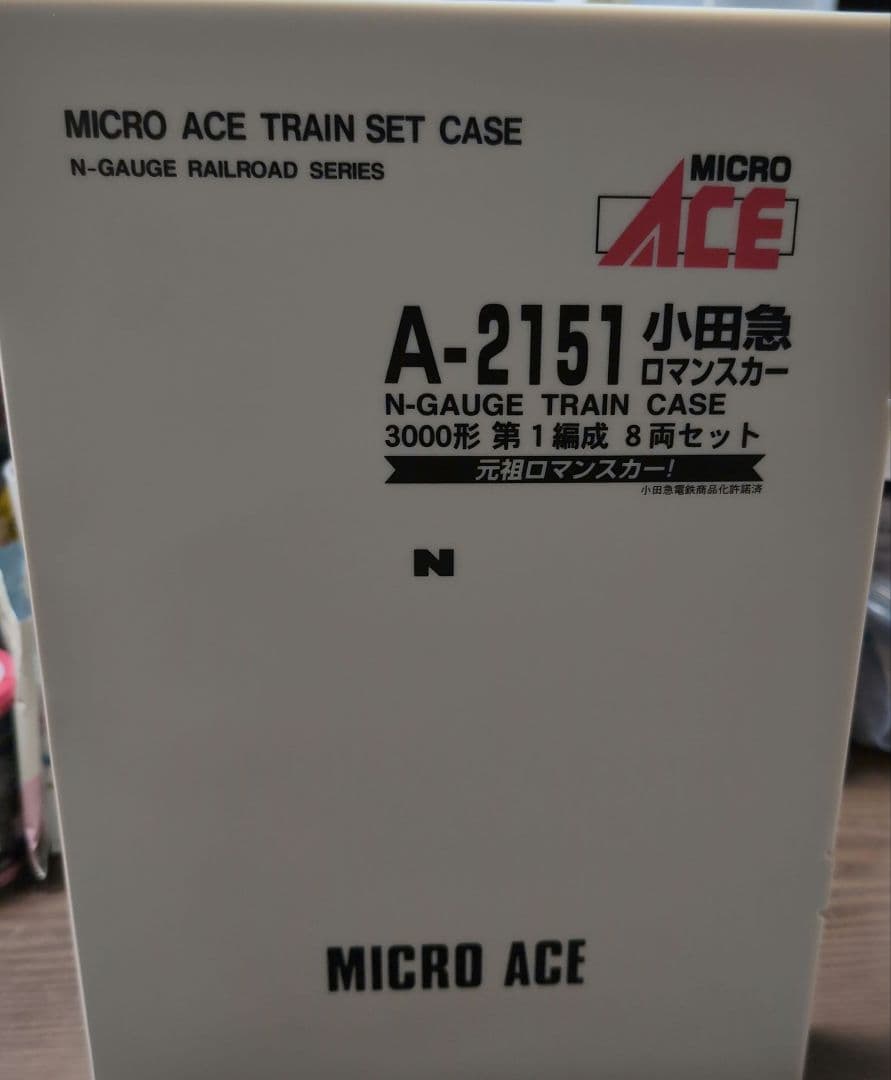 MICRO ACE TRAIN SET CASE
N-GAUGE RAILROAD SERIES
MICRO
ACE
A-2151 小田急
ロマンスカー
N-GAUGE TRAIN CASE
3000形 第1編成 8両セット
元祖ロマンスカー!
小田急電鉄商品化許諾済
N
MICRO ACE